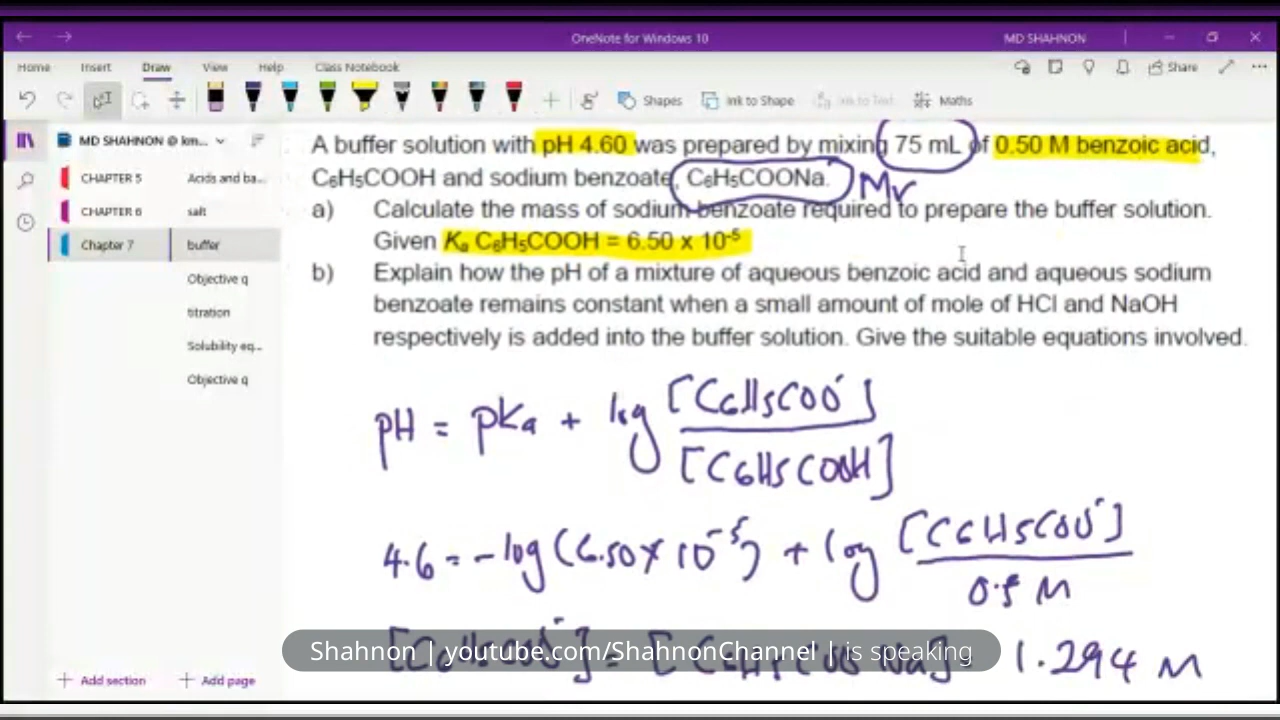 OneNote for Windows 10
MD SHAHNON
Home Insert Draw View Help Class Notebook
Share
Shapes Ink to Shape Ink to Text Maths
MD SHAHNON @ km...
CHAPTER 5
CHAPTER 6
Chapter 7
Acids and ba...
salt
buffer
Objective q
titration
Solubility eq...
Objective q
Add section Add page
A buffer solution with pH 4.60 was prepared by mixing 75 mL of 0.50 M benzoic acid,
C₆H₅COOH and sodium benzoate, C₆H₅COONa. Mr
a) Calculate the mass of sodium benzoate required to prepare the buffer solution.
Given Kₐ C₆H₅COOH = 6.50 x 10⁻⁵
b) Explain how the pH of a mixture of aqueous benzoic acid and aqueous sodium
benzoate remains constant when a small amount of mole of HCl and NaOH
respectively is added into the buffer solution. Give the suitable equations involved.
pH = pKa + log [C6H5COO⁻]
[C6H5COOH]
4.6 = -log(6.50 x 10⁻⁵) + log [C6H5COO⁻]
0.5 M
[C6H5COO⁻] = [C6H5COONa] = 1.294 M
Shahnon | youtube.com/ShahnonChannel | is speaking